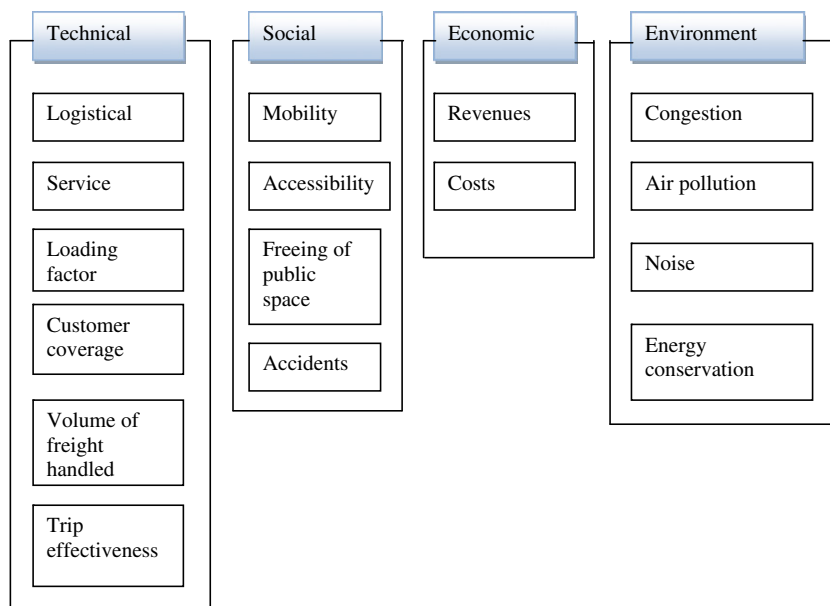 Technical
Logistical
Service
Loading
factor
Customer
coverage
Volume of
freight
handled
Trip
effectiveness
Social
Mobility
Accessibility
Freeing of
public
space
Accidents
Economic
Revenues
Costs
Environment
Congestion
Air pollution
Noise
Energy
conservation